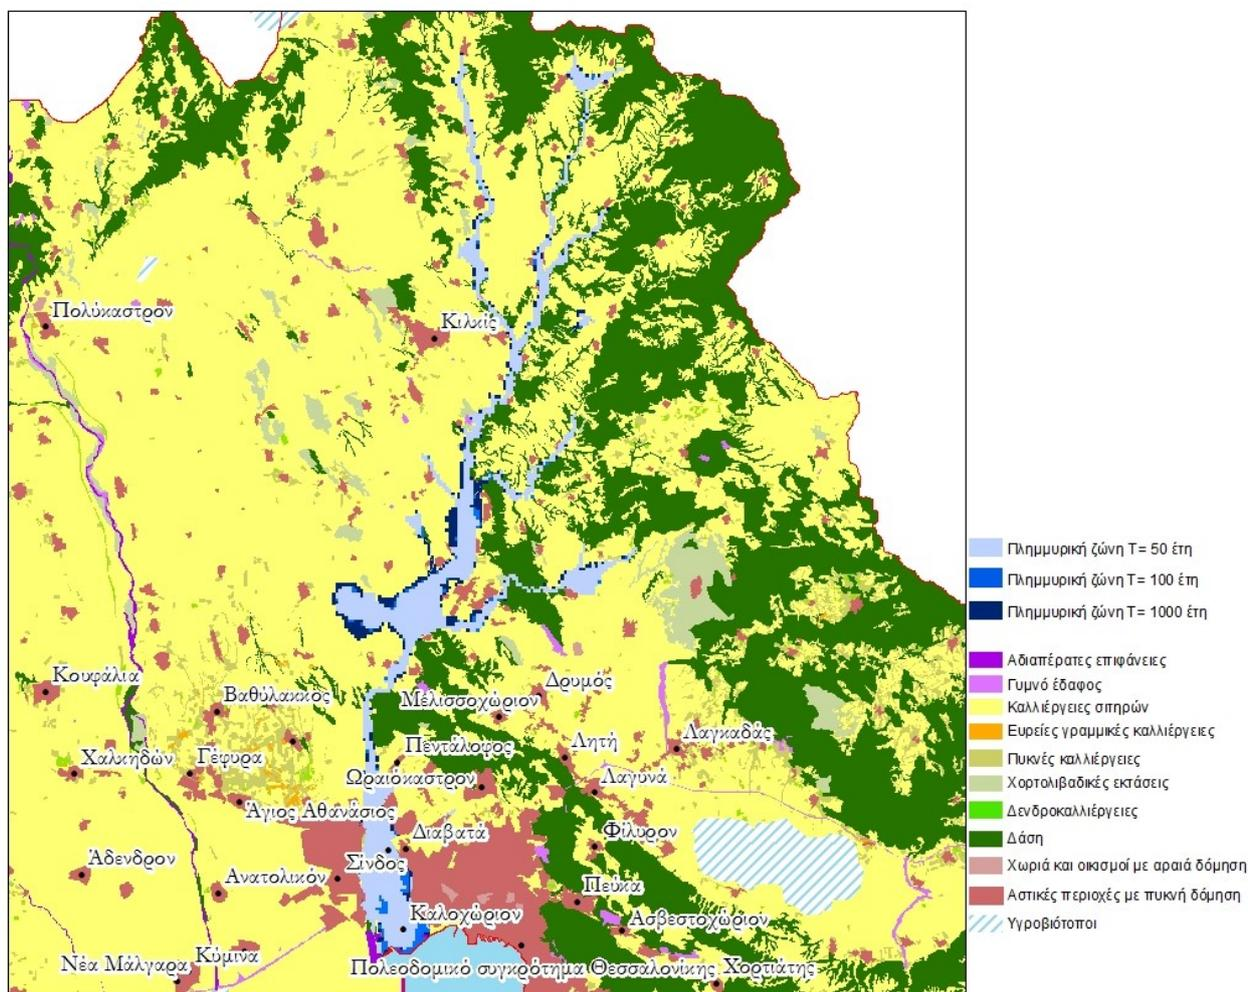 Πολύκαστρον
Κιλκίς
Κουφάλια
Βαθύλακκος
Δρυμός
Μελισσοχώριον
Χαλκηδών
Γέφυρα
Πεντάλοφος
Λητή
Λαγκαδάς
Ωραιόκαστρον
Λαγυνά
Άγιος Αθανάσιος
Διαβατά
Φίλυρον
Άδενδρον
Σίνδος
Ανατολικόν
Πεύκα
Καλοχώριον
Ασβεστοχώριον
Νέα Μάλγαρα
Κύμινα
Πολεοδομικό συγκρότημα Θεσσαλονίκης
Χορτιάτης
Πλημμυρική ζώνη T= 50 έτη
Πλημμυρική ζώνη T= 100 έτη
Πλημμυρική ζώνη T= 1000 έτη
Αδιαπέρατες επιφάνειες
Γυμνό έδαφος
Καλλιέργειες σιτηρών
Ευρείες γραμμικές καλλιέργειες
Πυκνές καλλιέργειες
Χορτολιβαδικές εκτάσεις
Δενδροκαλλιέργειες
Δάση
Χωριά και οικισμοί με αραιά δόμηση
Αστικές περιοχές με πυκνή δόμηση
Υγροβιότοποι